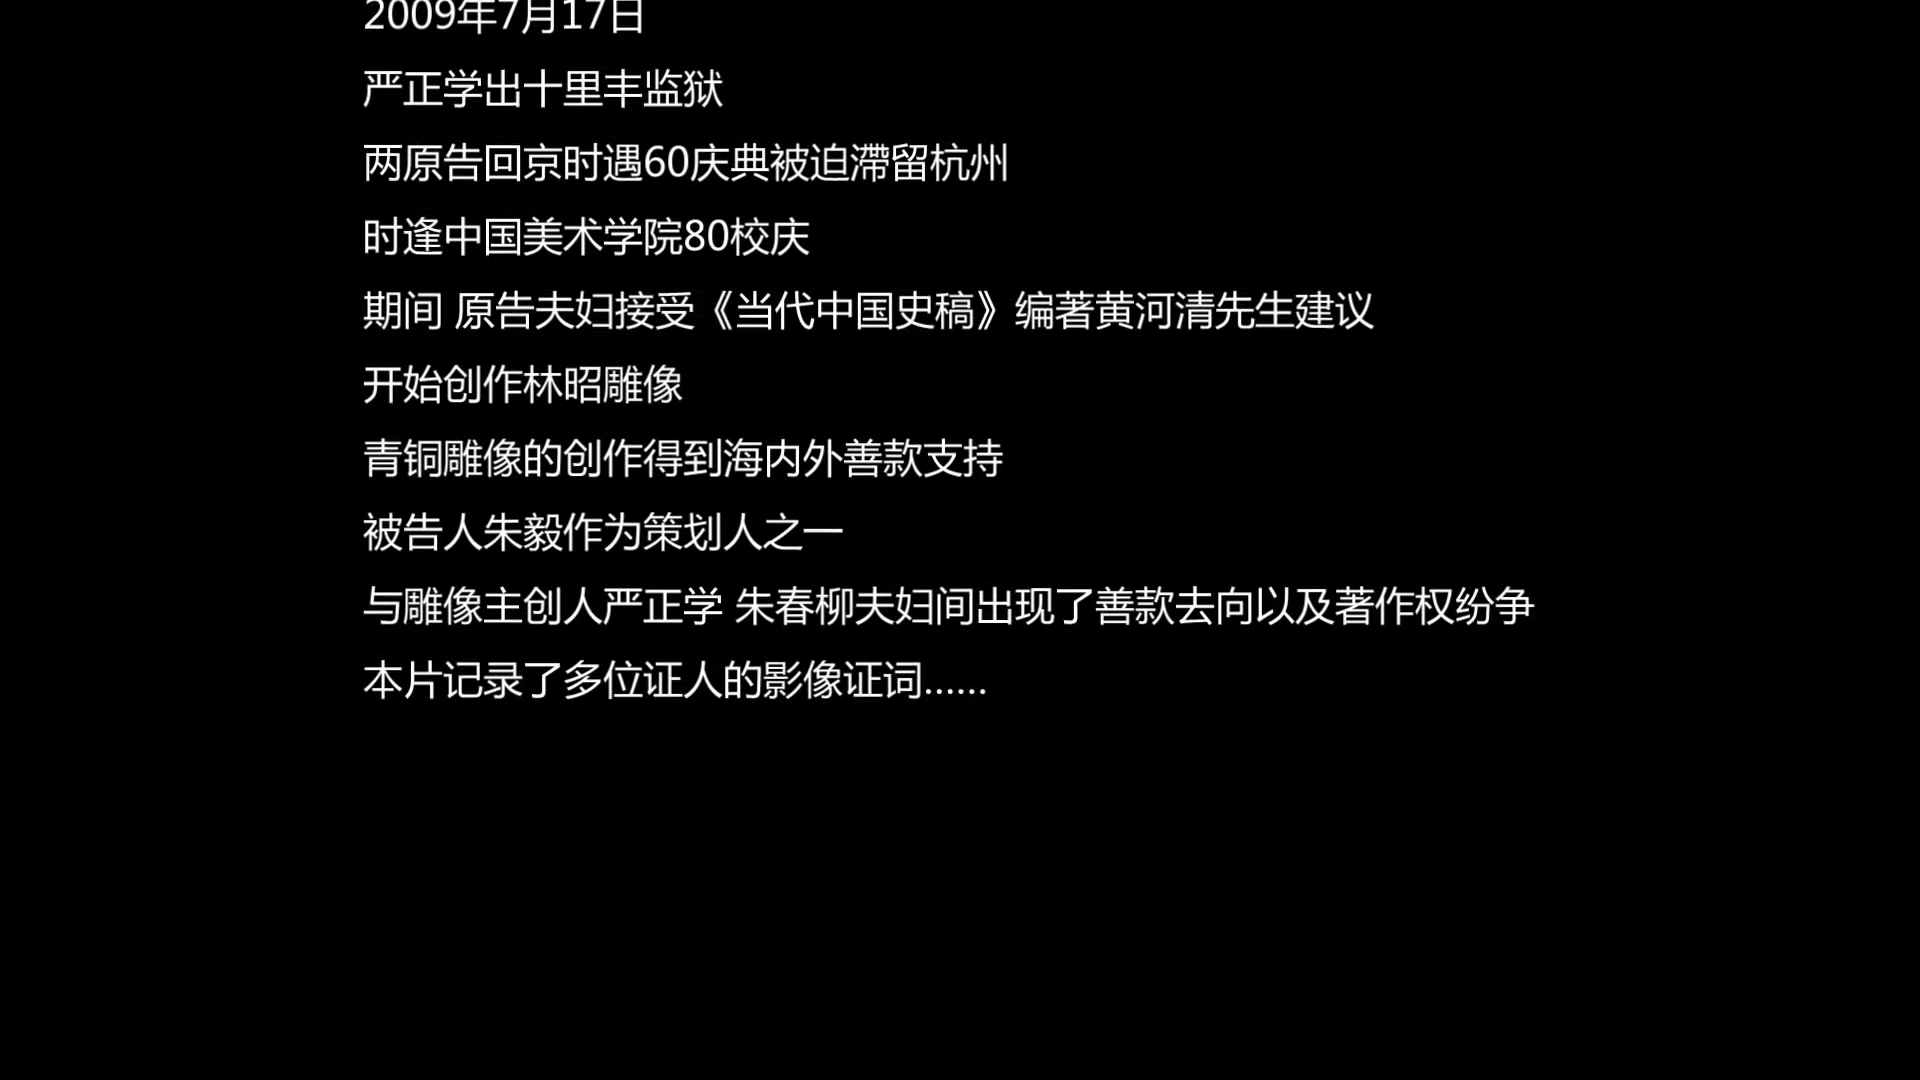 2009年7月17日
严正学出十里丰监狱
两原告回京时遇60庆典被迫滞留杭州
时逢中国美术学院80校庆
期间 原告夫妇接受《当代中国史稿》编著黄河清先生建议
开始创作林昭雕像
青铜雕像的创作得到海内外善款支持
被告人朱毅作为策划人之一
与雕像主创人严正学 朱春柳夫妇间出现了善款去向以及著作权纷争
本片记录了多位证人的影像证词……